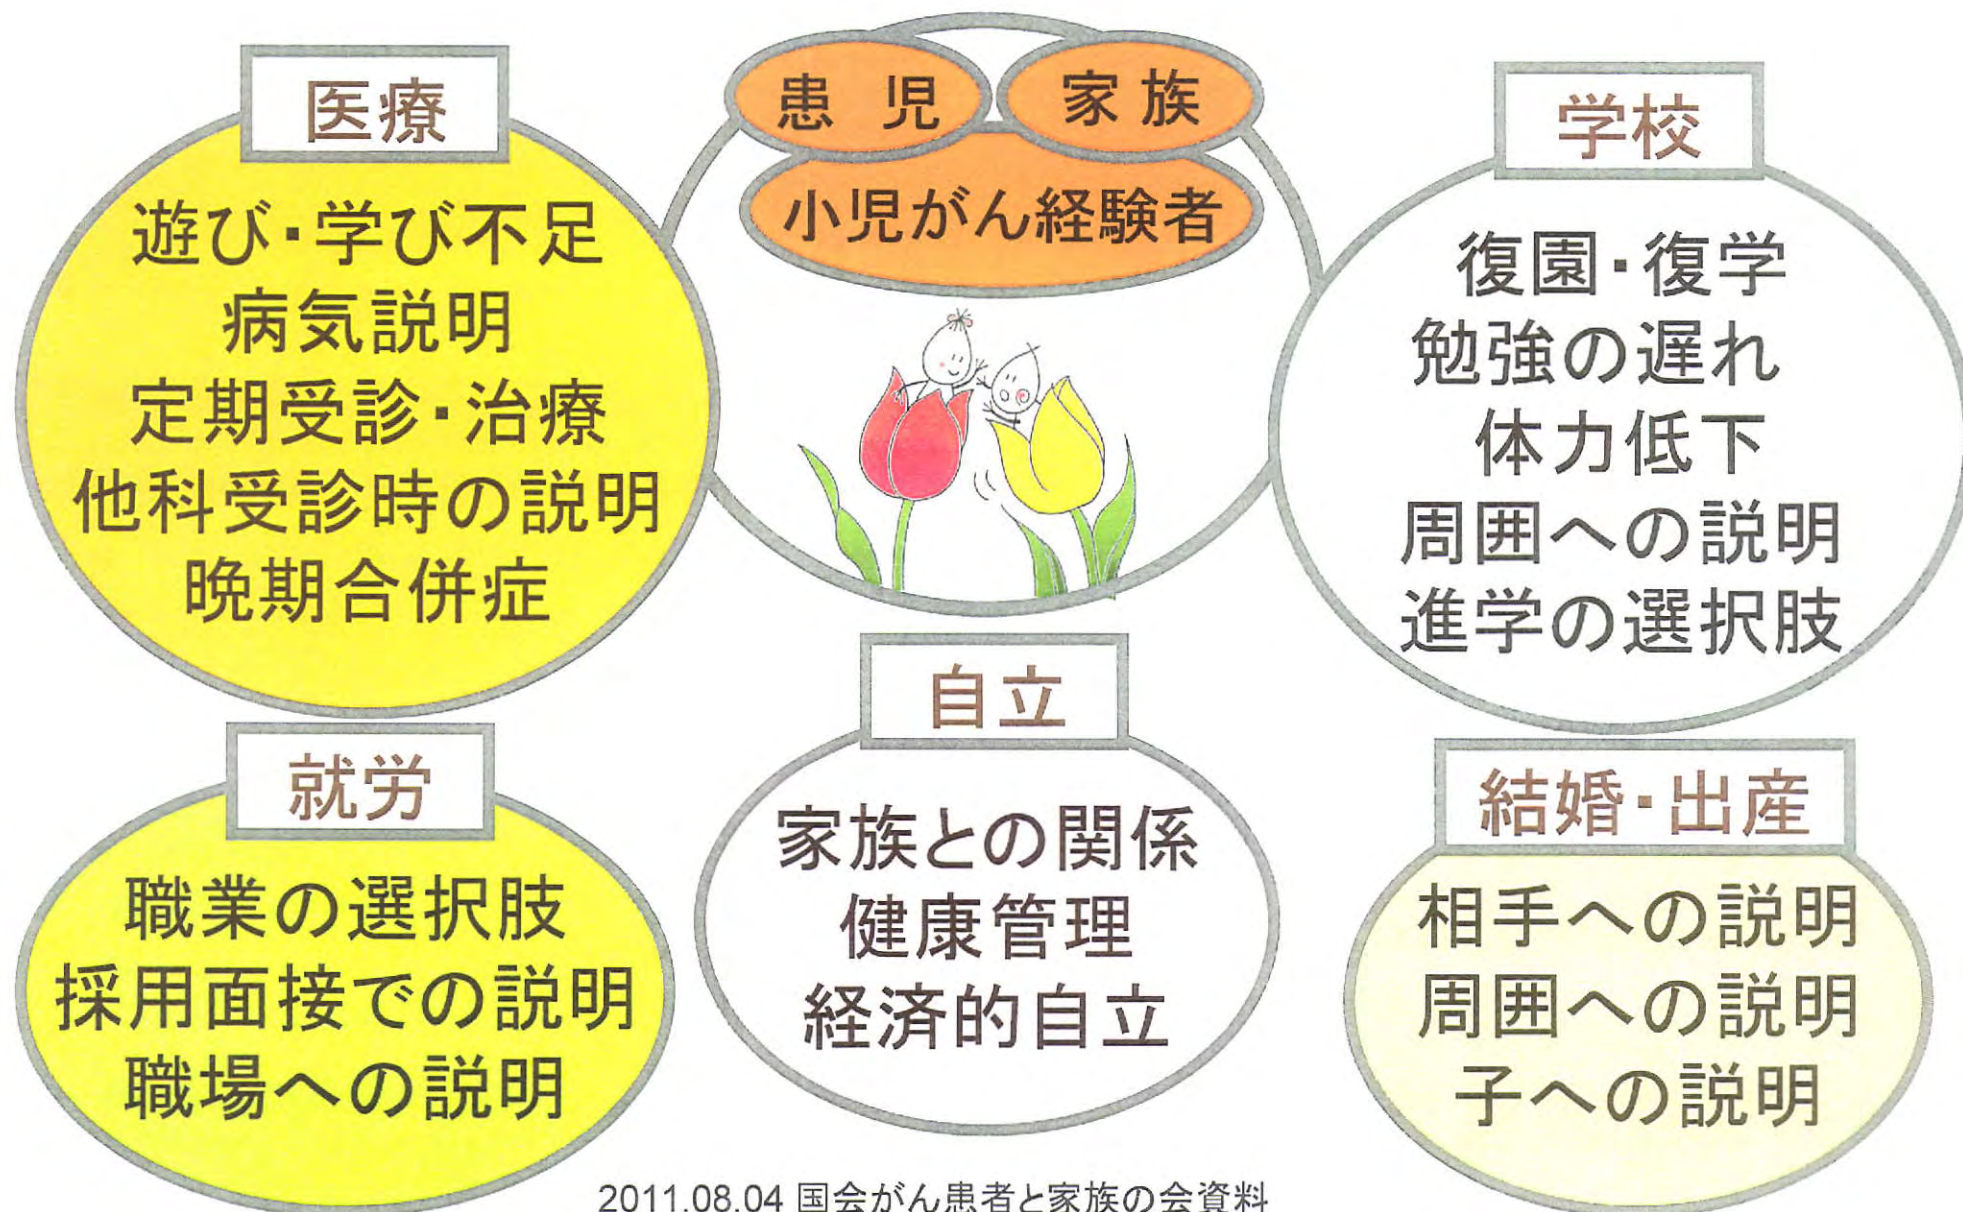 医療
遊び・学び不足
病気説明
定期受診・治療
他科受診時の説明
晩期合併症
患 児
家 族
小児がん経験者
学校
復園・復学
勉強の遅れ
体力低下
周囲への説明
進学の選択肢
就労
職業の選択肢
採用面接での説明
職場への説明
自立
家族との関係
健康管理
経済的自立
結婚・出産
相手への説明
周囲への説明
子への説明
2011.08.04 国会がん患者と家族の会資料